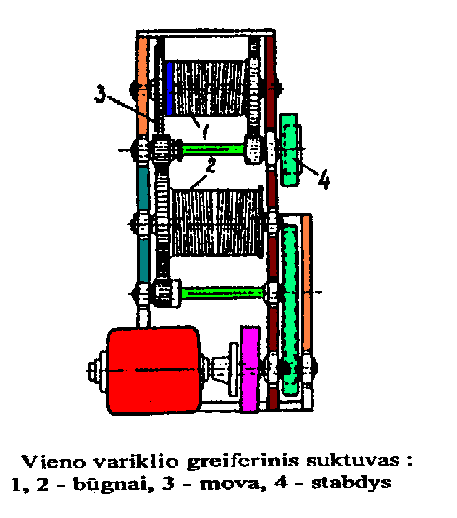 3
1
2
4
Vieno variklio greiferinis suktuvas :
1, 2 - būgnai, 3 - mova, 4 - stabdys